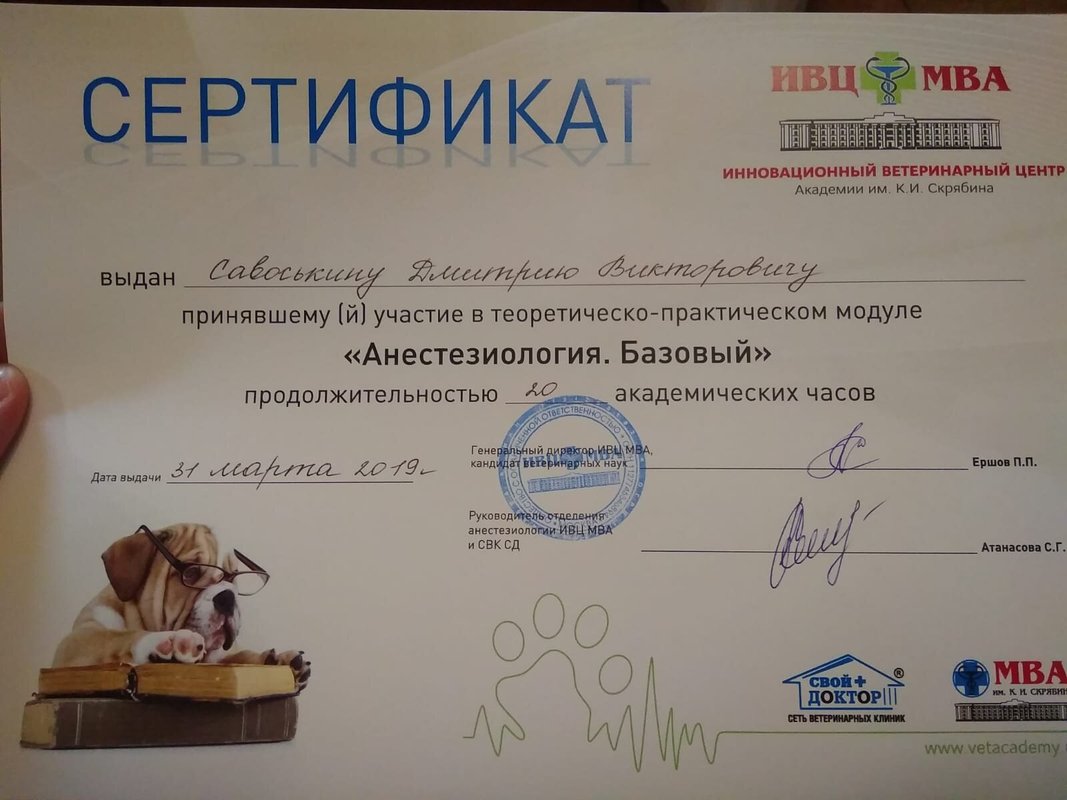 СЕРТИФИКАТ
ИВЦ МВА
ИННОВАЦИОННЫЙ ВЕТЕРИНАРНЫЙ ЦЕНТР
Академии им. К.И. Скрябина
выдан Савоськину Дмитрию Викторовичу
принявшему (й) участие в теоретическо-практическом модуле
«Анестезиология. Базовый»
продолжительностью 20 академических часов
Дата выдачи 31 марта 2019г
Генеральный директор ИВЦ МВА,
кандидат ветеринарных наук
Ершов П.П.
Руководитель отделения
анестезиологии ИВЦ МВА
и СВК СД
Атанасова С.Г.
СВОЙ+
ДОКТОР®
СЕТЬ ВЕТЕРИНАРНЫХ КЛИНИК
МВА
ИМ. К. И. СКРЯБИН
www.vetacademy